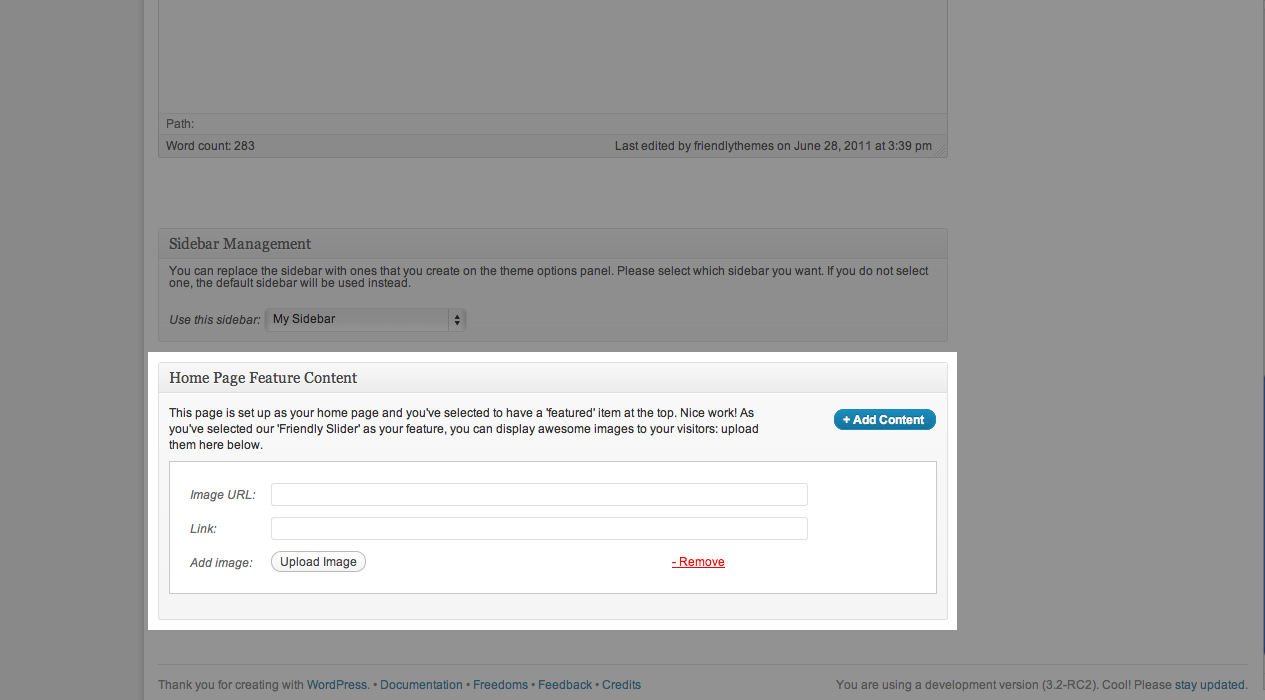 Path:
Word count: 283
Last edited by friendlythemes on June 28, 2011 at 3:39 pm
Sidebar Management
You can replace the sidebar with ones that you create on the theme options panel. Please select which sidebar you want. If you do not select
one, the default sidebar will be used instead.
Use this sidebar: My Sidebar
Home Page Feature Content
This page is set up as your home page and you've selected to have a 'featured' item at the top. Nice work! As
you've selected our 'Friendly Slider' as your feature, you can display awesome images to your visitors: upload
them here below.
+ Add Content
Image URL:
Link:
Add image: Upload Image
- Remove
Thank you for creating with WordPress. • Documentation • Freedoms • Feedback • Credits
You are using a development version (3.2-RC2). Cool! Please stay updated.